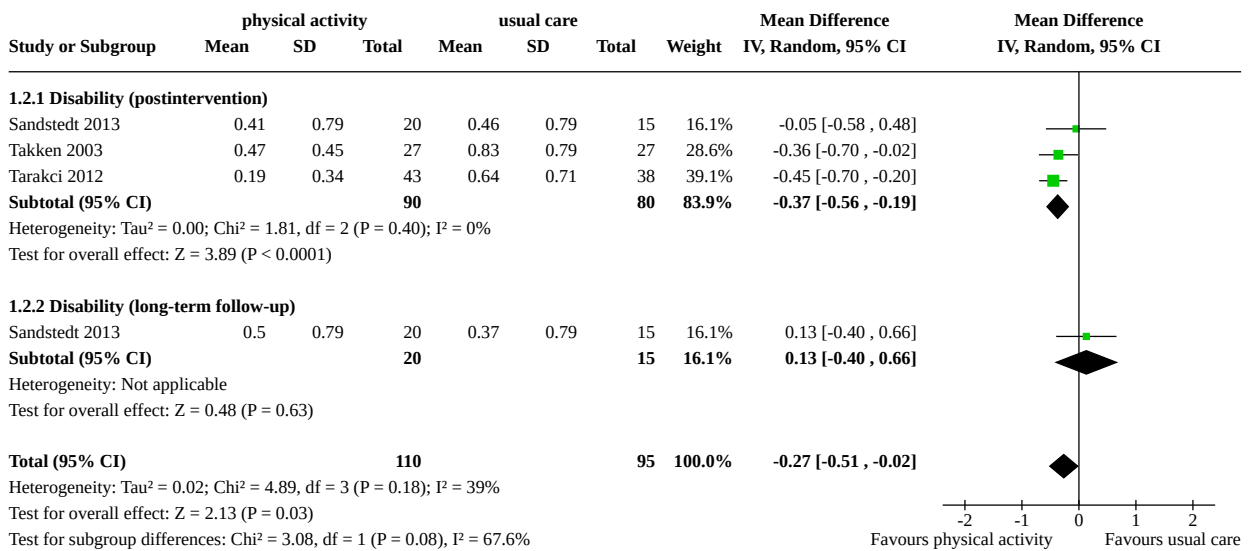 physical activity usual care Mean Difference Mean Difference
Study or Subgroup Mean SD Total Mean SD Total Weight IV, Random, 95% CI IV, Random, 95% CI
1.2.1 Disability (postintervention)
Sandstedt 2013 0.41 0.79 20 0.46 0.79 15 16.1% -0.05 [-0.58 , 0.48]
Takken 2003 0.47 0.45 27 0.83 0.79 27 28.6% -0.36 [-0.70 , -0.02]
Tarakci 2012 0.19 0.34 43 0.64 0.71 38 39.1% -0.45 [-0.70 , -0.20]
Subtotal (95% CI) 90 80 83.9% -0.37 [-0.56 , -0.19]
Heterogeneity: Tau² = 0.00; Chi² = 1.81, df = 2 (P = 0.40); I² = 0%
Test for overall effect: Z = 3.89 (P < 0.0001)
1.2.2 Disability (long-term follow-up)
Sandstedt 2013 0.5 0.79 20 0.37 0.79 15 16.1% 0.13 [-0.40 , 0.66]
Subtotal (95% CI) 20 15 16.1% 0.13 [-0.40 , 0.66]
Heterogeneity: Not applicable
Test for overall effect: Z = 0.48 (P = 0.63)
Total (95% CI) 110 95 100.0% -0.27 [-0.51 , -0.02]
Heterogeneity: Tau² = 0.02; Chi² = 4.89, df = 3 (P = 0.18); I² = 39%
Test for overall effect: Z = 2.13 (P = 0.03)
-2 -1 0 1 2
Test for subgroup differences: Chi² = 3.08, df = 1 (P = 0.08), I² = 67.6% Favours physical activity Favours usual care